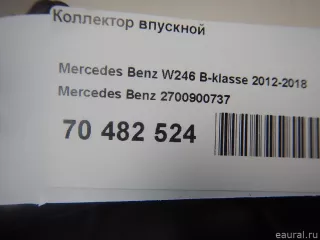 Коллектор впускной
Mercedes Benz W246 B-klasse 2012-2018
Mercedes Benz 2700900737
70 482 524
eaural.ru